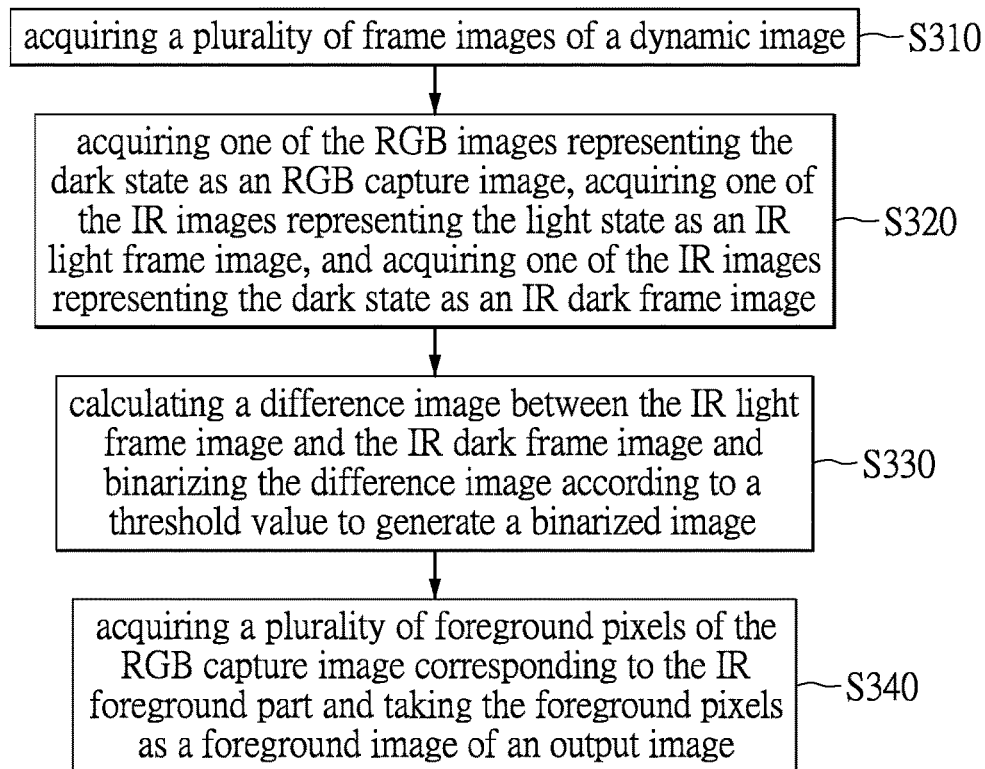 acquiring a plurality of frame images of a dynamic image
S310
acquiring one of the RGB images representing the
dark state as an RGB capture image, acquiring one of
the IR images representing the light state as an IR
light frame image, and acquiring one of the IR images
representing the dark state as an IR dark frame image
S320
calculating a difference image between the IR light
frame image and the IR dark frame image and
binarizing the difference image according to a
threshold value to generate a binarized image
S330
acquiring a plurality of foreground pixels of the
RGB capture image corresponding to the IR
foreground part and taking the foreground pixels
as a foreground image of an output image
S340